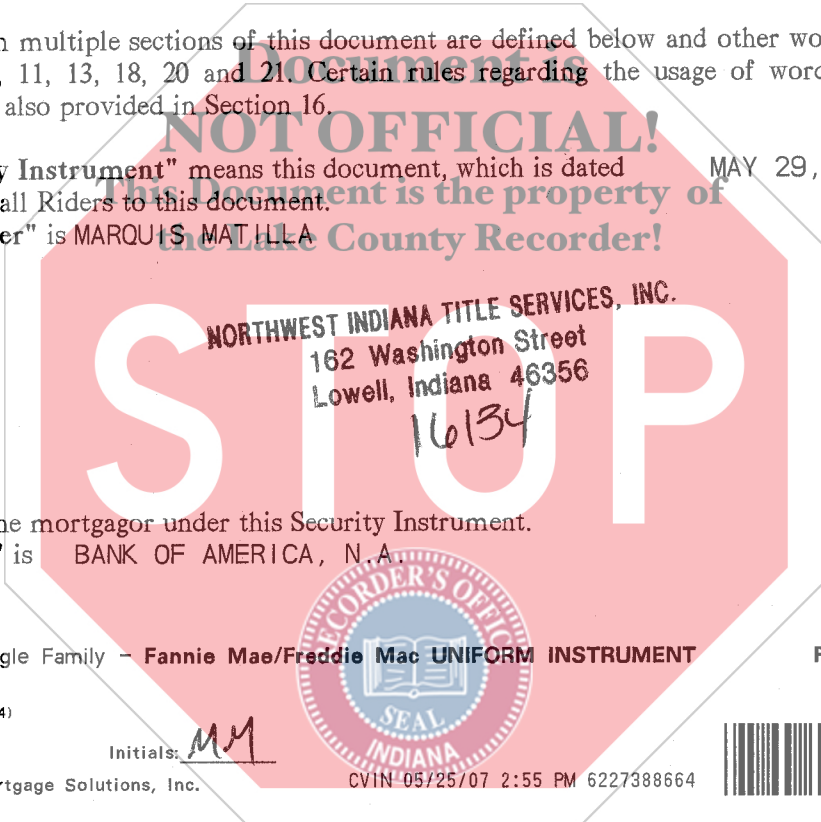 n multiple sections of this document are defined below and other wo
, 11, 13, 18, 20 and 21. Certain rules regarding the usage of word
also provided in Section 16.
Document is
NOT OFFICIAL!
This Document is the property of
the Lake County Recorder!
y Instrument" means this document, which is dated MAY 29,
all Riders to this document.
er" is MARQUIS MATILLA
NORTHWEST INDIANA TITLE SERVICES, INC.
162 Washington Street
Lowell, Indiana 46356
16134
STOP
he mortgagor under this Security Instrument.
" is BANK OF AMERICA, N.A.
RECORDER'S OFFICE
SEAL
INDIANA
gle Family - Fannie Mae/Freddie Mac UNIFORM INSTRUMENT
4)
Initials: MM
rtgage Solutions, Inc.
CVIN 05/25/07 2:55 PM 6227388664